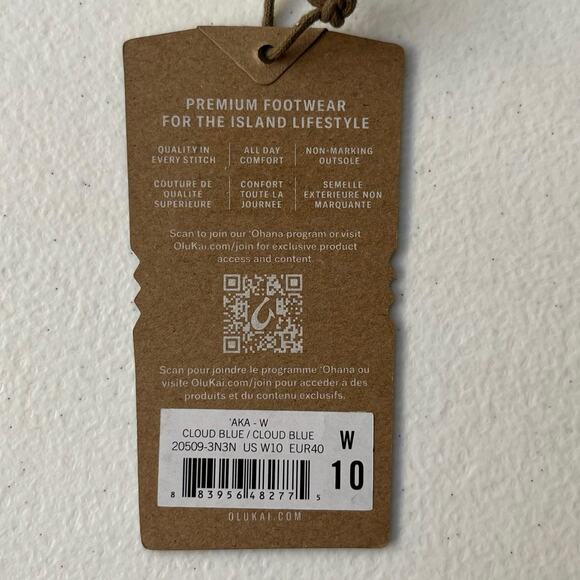 PREMIUM FOOTWEAR
FOR THE ISLAND LIFESTYLE
QUALITY IN
EVERY STITCH
ALL DAY
COMFORT
NON-MARKING
OUTSOLE
COUTURE DE
QUALITÉ
SUPERIEURE
CONFORT
TOUTE LA
JOURNÉE
SEMELLE
EXTERIEURE NON
MARQUANTE
Scan to join our 'Ohana program or visit
OluKai.com/join for exclusive product
access and content.
Scan pour joindre le programme 'Ohana ou
visite OluKai.com/join pour acceder à des
produits et du contenu exclusifs.
'AKA - W
CLOUD BLUE / CLOUD BLUE
20509-3N3N US W10 EUR40
W
10
8 83956 48277 5
OLUKAI.COM